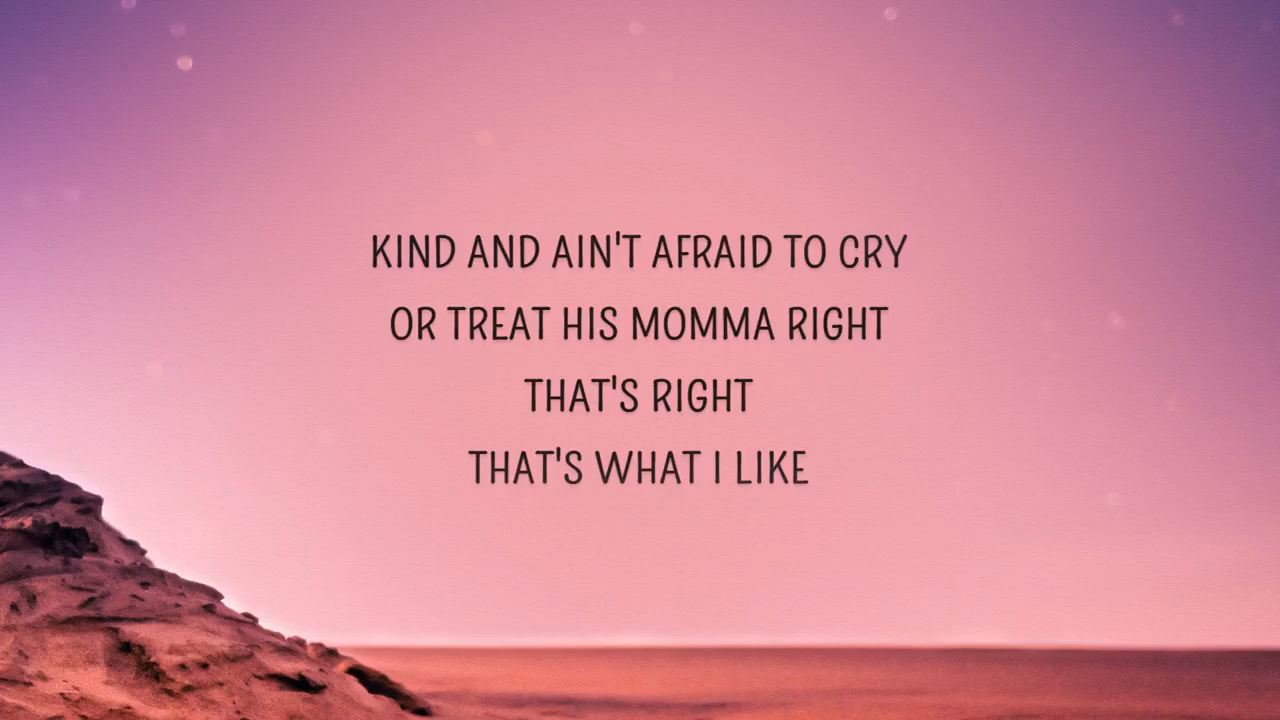 KIND AND AIN'T AFRAID TO CRY
OR TREAT HIS MOMMA RIGHT
THAT'S RIGHT
THAT'S WHAT I LIKE